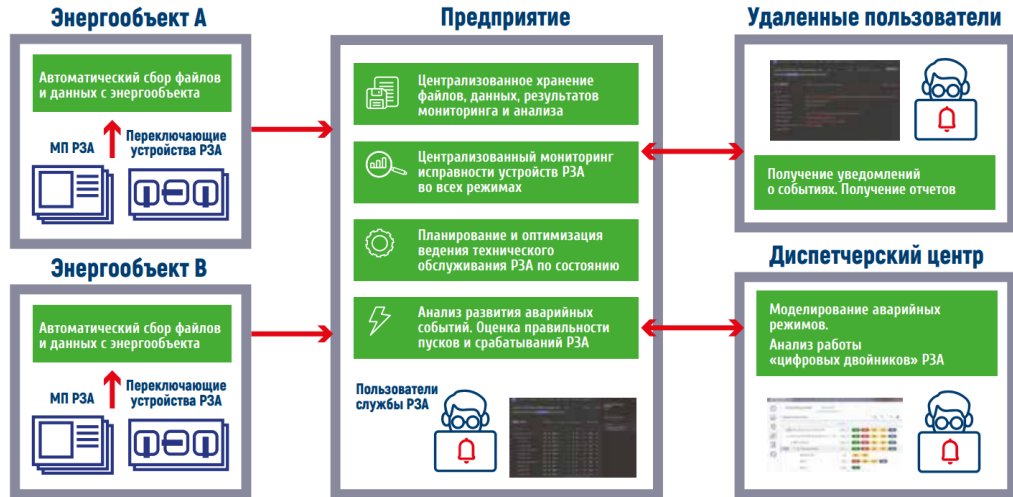 Энергообъект А
Автоматический сбор файлов
и данных с энергообъекта
МП РЗА
Переключающие
устройства РЗА
Энергообъект В
Автоматический сбор файлов
и данных с энергообъекта
МП РЗА
Переключающие
устройства РЗА
Предприятие
Централизованное хранение
файлов, данных, результатов
мониторинга и анализа
Централизованный мониторинг
исправности устройств РЗА
во всех режимах
Планирование и оптимизация
ведения технического
обслуживания РЗА по состоянию
Анализ развития аварийных
событий. Оценка правильности
пусков и срабатываний РЗА
Пользователи
службы РЗА
Удаленные пользователи
Получение уведомлений
о событиях. Получение отчетов
Диспетчерский центр
Моделирование аварийных
режимов.
Анализ работы
«цифровых двойников» РЗА